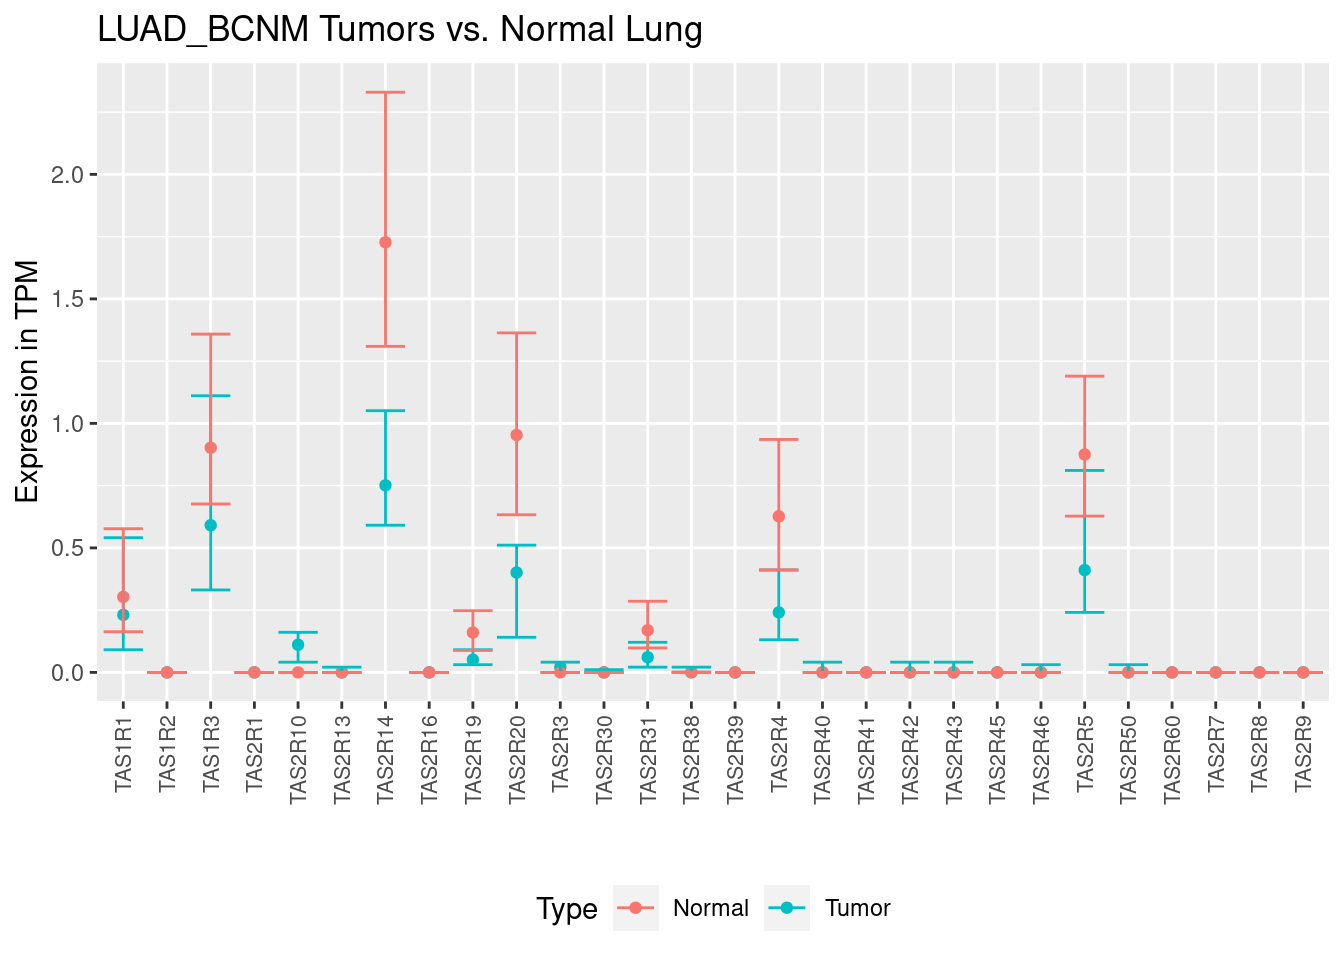 LUAD_BCNM Tumors vs. Normal Lung
Expression in TPM
2.0
1.5
1.0
0.5
0.0
TAS1R1
TAS1R2
TAS1R3
TAS2R1
TAS2R10
TAS2R13
TAS2R14
TAS2R16
TAS2R19
TAS2R20
TAS2R3
TAS2R30
TAS2R31
TAS2R38
TAS2R39
TAS2R4
TAS2R40
TAS2R41
TAS2R42
TAS2R43
TAS2R45
TAS2R46
TAS2R5
TAS2R50
TAS2R60
TAS2R7
TAS2R8
TAS2R9
Type Normal Tumor